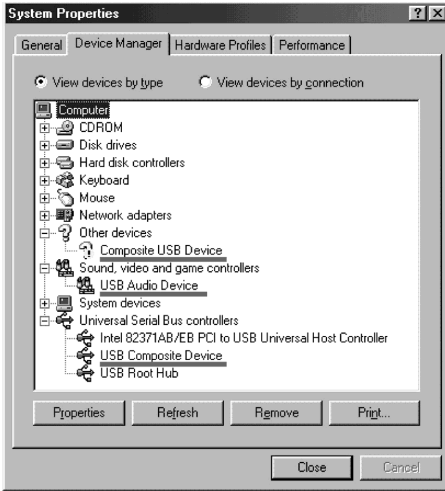 System Properties
General Device Manager Hardware Profiles Performance
View devices by type View devices by connection
Computer
CDROM
Disk drives
Hard disk controllers
Keyboard
Mouse
Network adapters
Other devices
Composite USB Device
Sound, video and game controllers
USB Audio Device
System devices
Universal Serial Bus controllers
Intel 82371AB/EB PCI to USB Universal Host Controller
USB Composite Device
USB Root Hub
Properties Refresh Remove Print...
Close Cancel